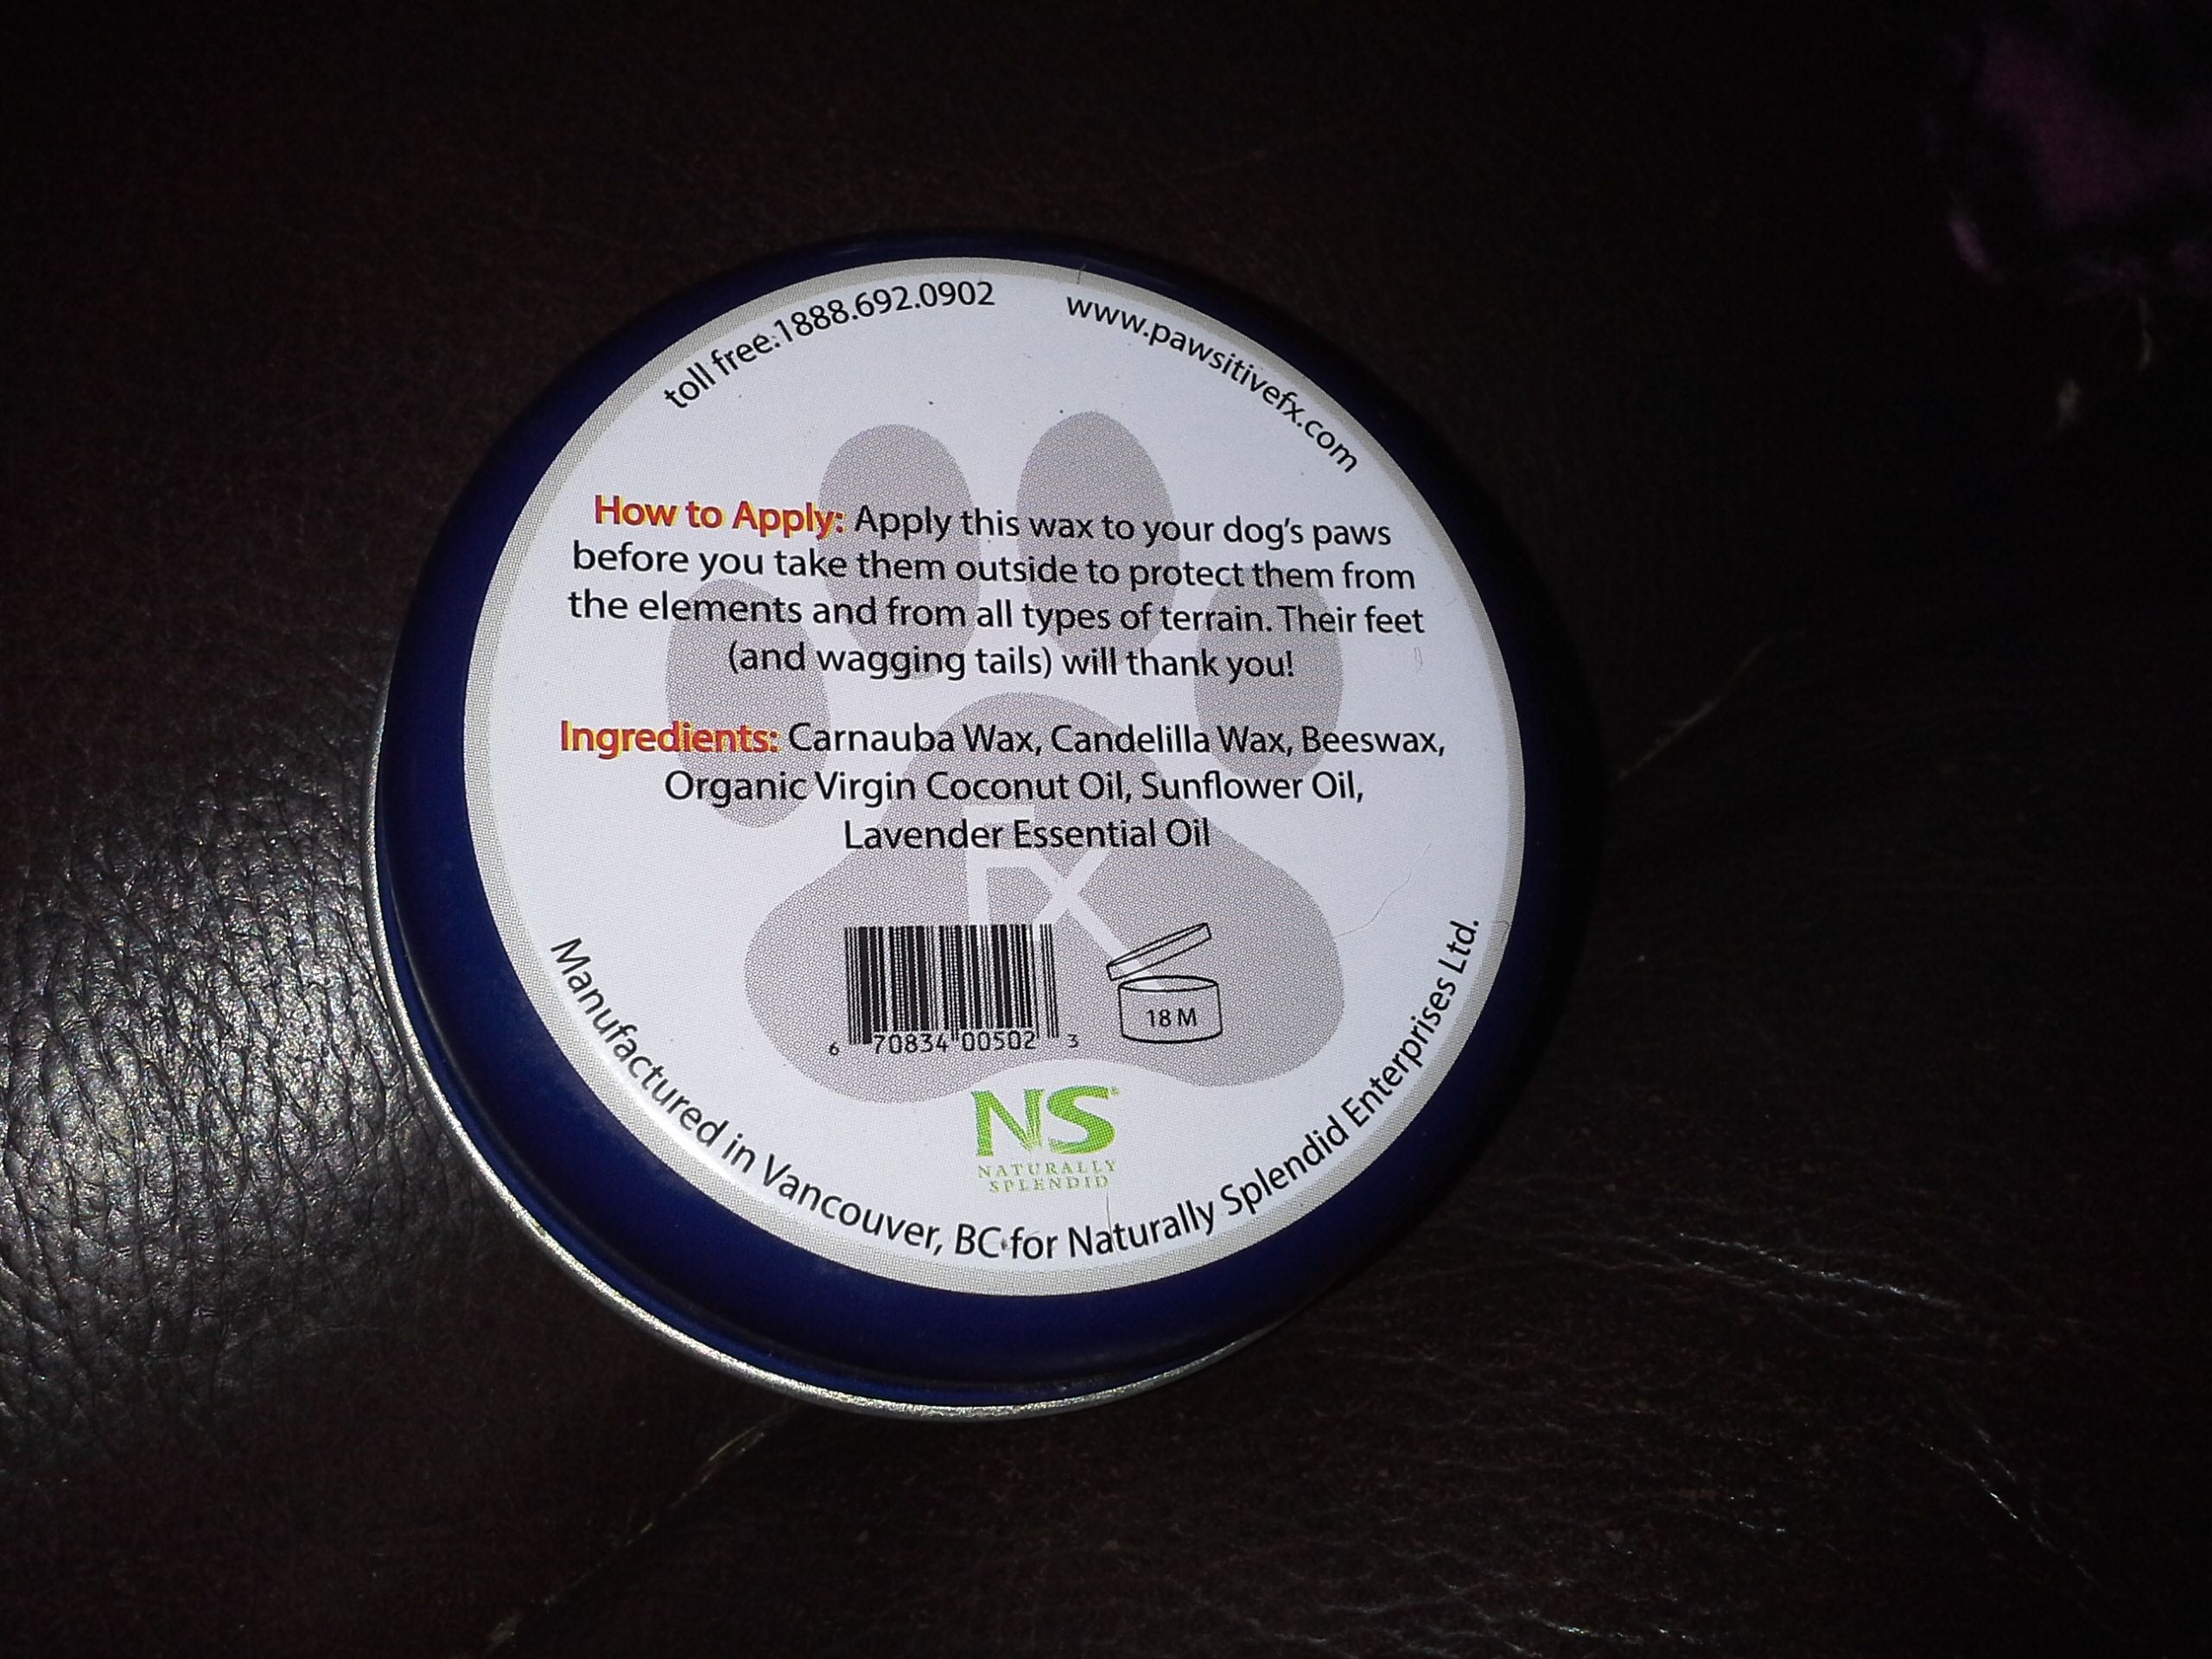 toll free:1888.692.0902
www.pawsitivefx.com
How to Apply: Apply this wax to your dog's paws
before you take them outside to protect them from
the elements and from all types of terrain. Their feet
(and wagging tails) will thank you!
Ingredients: Carnauba Wax, Candelilla Wax, Beeswax,
Organic Virgin Coconut Oil, Sunflower Oil,
Lavender Essential Oil
FX
6 70834 00502 3
18 M
NS
NATURALLY
SPLENDID
Manufactured in Vancouver, BC for Naturally Splendid Enterprises Ltd.